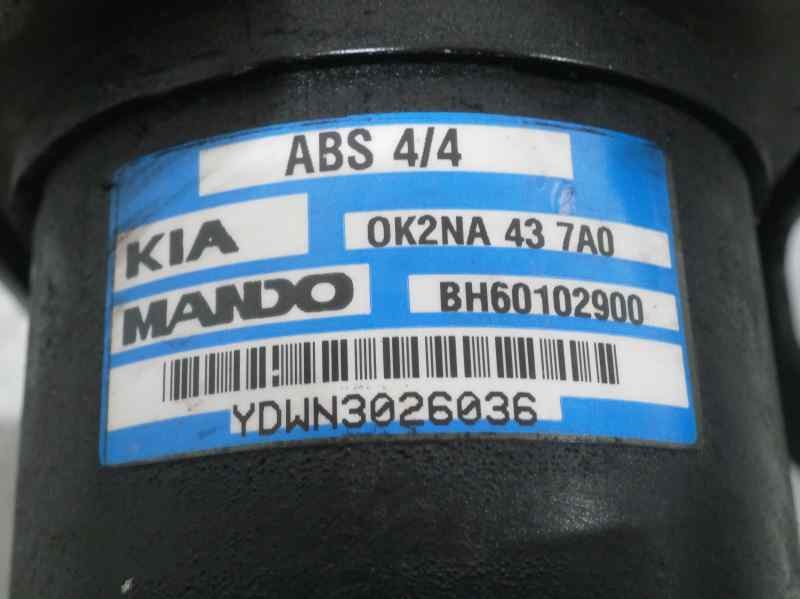 ABS 4/4
KIA OK2NA 43 7A0
MANDO BH60102900
YDWN3026036